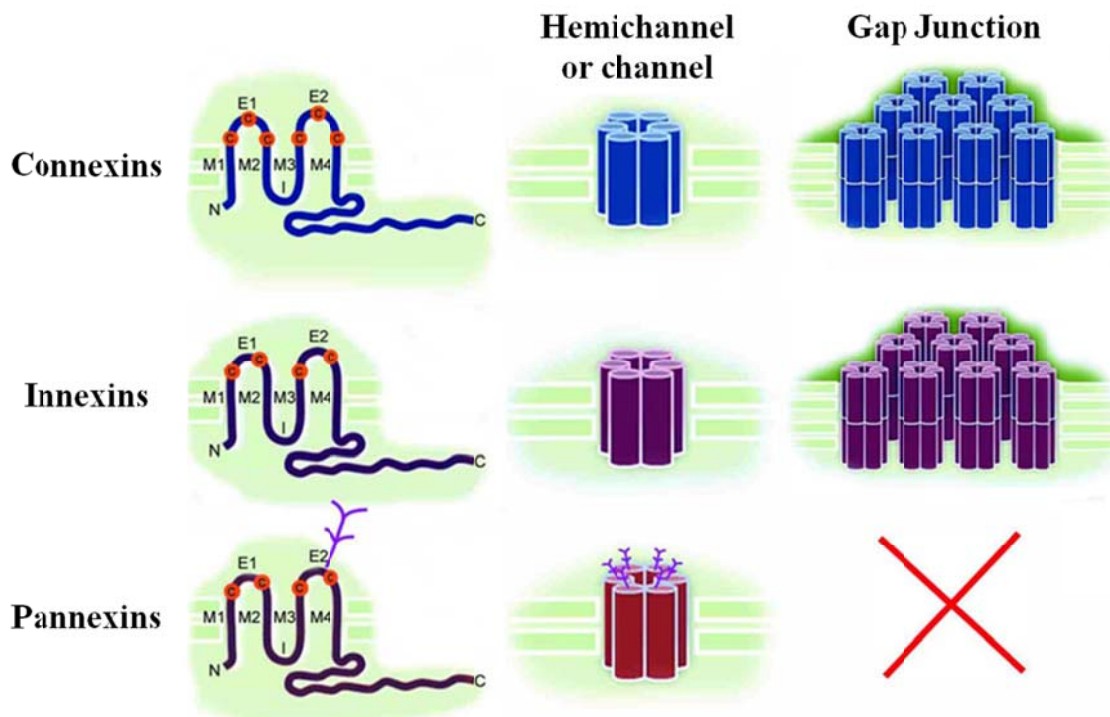 Hemichannel
or channel
Gap Junction
Connexins
E1
E2
C C C C C C
M1 M2 M3 M4
I
N
C
Innexins
E1
E2
C C C C
M1 M2 M3 M4
I
N
C
Pannexins
E1
E2
C C C C
M1 M2 M3 M4
I
N
C